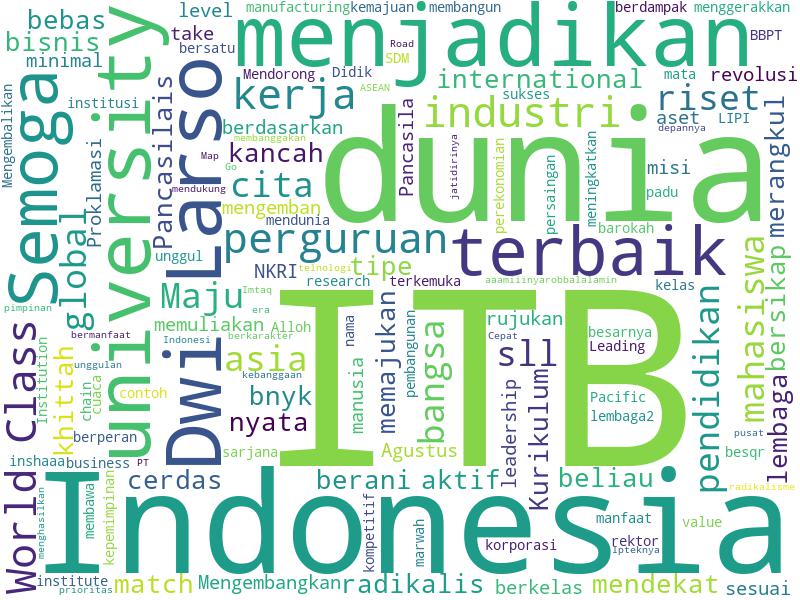 manufacturing kemajuan membangun berdampak menggerakkan
level
bebas
take
menjadikan
BBPT
bisnis
bersatu
Road
SDM
minimal
Mendorong Didik
ASEAN
international
mata revolusi
Mengembalikan
institusi
university
Larso
kerja
sukses
riset
Semoga
Pancasilais
berdasarkan
industri
aset LIPI
depannya
Proklamasi
membanggakan
kancah
Pancasila
dunia
merangkul
Map
Go
mendukung
cita
jatidirinya
perekonomian
persaingan
meningkatkan
misi
padu
mengemban
mendunia
barokah
global
perguruan
terbaik
unggul
NKRI telnologi tipe
research
terkemuka
aaamiiinyarobbalalamin
kelas
mahasiswa
bersikap
pimpinan
Maju
Imtaq
era
ITB
bermanfaat
memuliakan Alloh
nama
memajukan
pembangunan
bangsa
rujukan
besarnya
pendidikan
World Class
Institution
khittah
unggulan
Dwi
Indonesi
berkarakter
asia
kebanggaan
manusia
Cepat
sll
Leading
chain
cuaca
contoh
bnyk
Pacific
lembaga2
lembaga
berperan
nyata
leadership
Kurikulum
pusat
inshaaa business PT
sarjana
Agustus
besqr
radikalisme
cerdas
berani aktif
beliau
Indonesia
menghasilkan
membawa
kepemimpinan
kompetitif
marwah
manfaat
value
korporasi
rektor
Ipteknya
institute
prioritas
match Mengembangkan radikalis berkelas mendekat sesuai